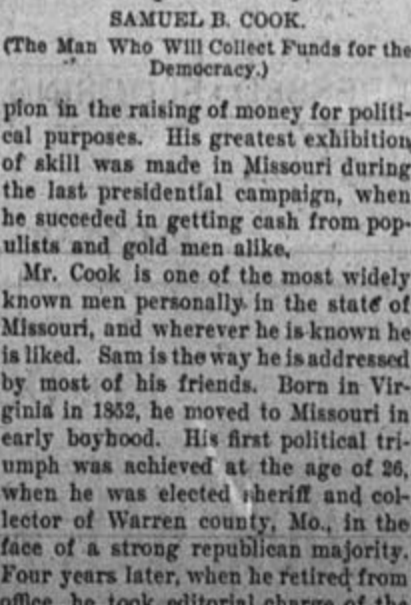 SAMUEL B. COOK.
(The Man Who Will Collect Funds for the
Democracy.)
pion in the raising of money for politi-
cal purposes. His greatest exhibition
of skill was made in Missouri during
the last presidential campaign, when
he succeded in getting cash from pop-
ulists and gold men alike.
Mr. Cook is one of the most widely
known men personally in the state of
Missouri, and wherever he is known he
is liked. Sam is the way he is addressed
by most of his friends. Born in Vir-
ginia in 1852, he moved to Missouri in
early boyhood. His first political tri-
umph was achieved at the age of 26,
when he was elected sheriff and col-
lector of Warren county, Mo., in the
face of a strong republican majority.
Four years later, when he retired from
office, he took editorial charge of the